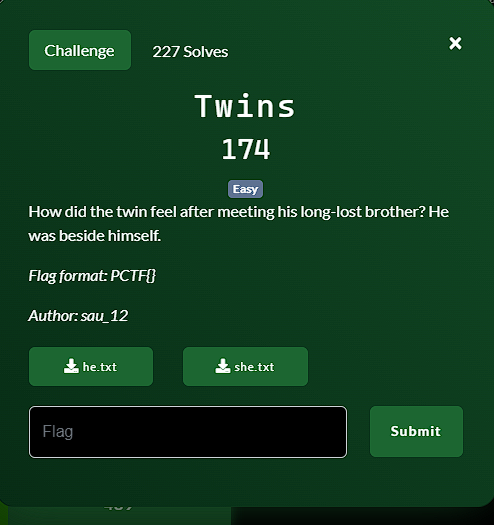 Challenge
227 Solves
×
Twins
174
Easy
How did the twin feel after meeting his long-lost brother? He
was beside himself.
Flag format: PCTF{}
Author: sau_12
he.txt
she.txt
Flag
Submit